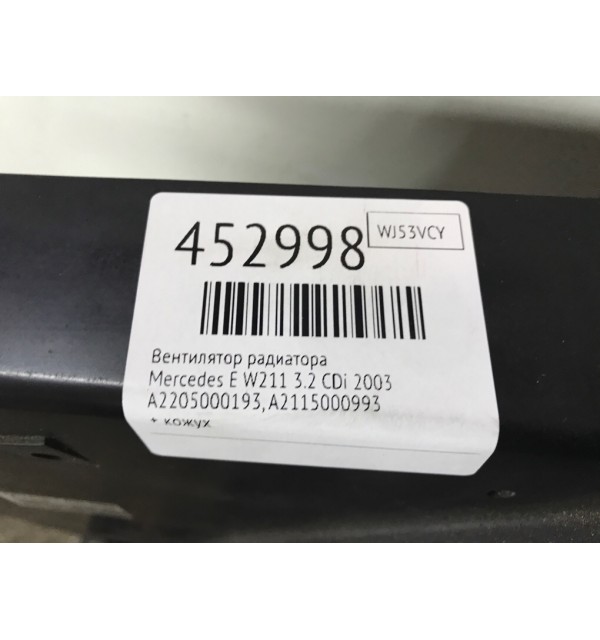 452998
WJ53VCY
Вентилятор радиатора
Mercedes E W211 3.2 CDi 2003
A2205000193, A2115000993
+ кожух